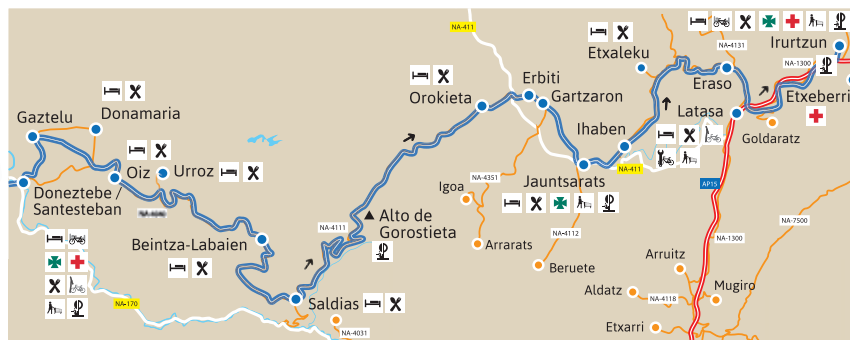 NA-411
Etxaleku
NA-4131
Irurtzun
NA-1300
Eraso
Etxeberri
Erbiti
Gartzaron
Orokieta
Latasa
Goldaratz
Ihaben
NA-411
Jauntsarats
Donamaria
Gaztelu
Oiz
Urroz
Doneztebe /
Santesteban
Igoa
NA-4351
AP15
Alto de
Gorostieta
NA-4111
Beintza-Labaien
Arrarats
NA-4112
Beruete
NA-1300
NA-7500
Arruitz
Aldatz
NA-4118
Mugiro
Etxarri
Saldias
NA-170
NA-4031